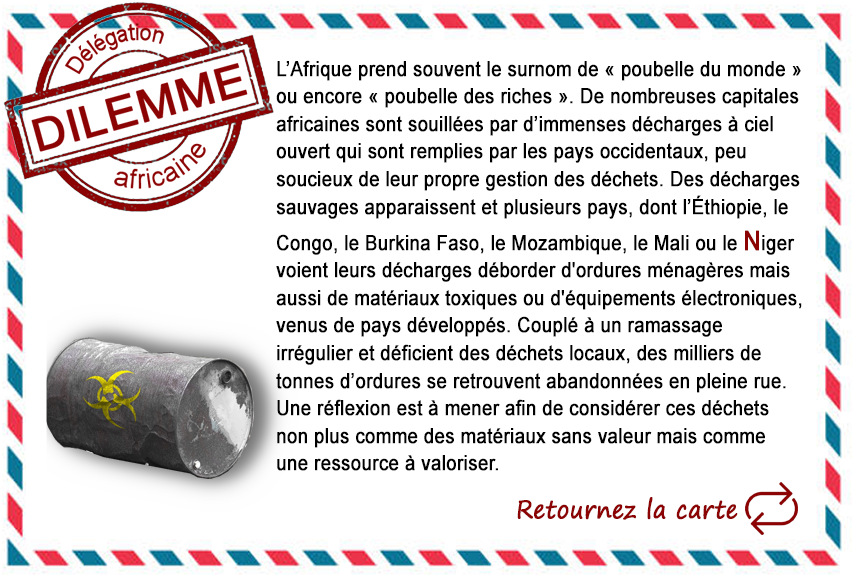 Délégation
DILEMME
africaine
L’Afrique prend souvent le surnom de « poubelle du monde »
ou encore « poubelle des riches ». De nombreuses capitales
africaines sont souillées par d’immenses décharges à ciel
ouvert qui sont remplies par les pays occidentaux, peu
soucieux de leur propre gestion des déchets. Des décharges
sauvages apparaissent et plusieurs pays, dont l’Éthiopie, le
Congo, le Burkina Faso, le Mozambique, le Mali ou le Niger
voient leurs décharges déborder d'ordures ménagères mais
aussi de matériaux toxiques ou d'équipements électroniques,
venus de pays développés. Couplé à un ramassage
irrégulier et déficient des déchets locaux, des milliers de
tonnes d’ordures se retrouvent abandonnées en pleine rue.
Une réflexion est à mener afin de considérer ces déchets
non plus comme des matériaux sans valeur mais comme
une ressource à valoriser.
Retournez la carte